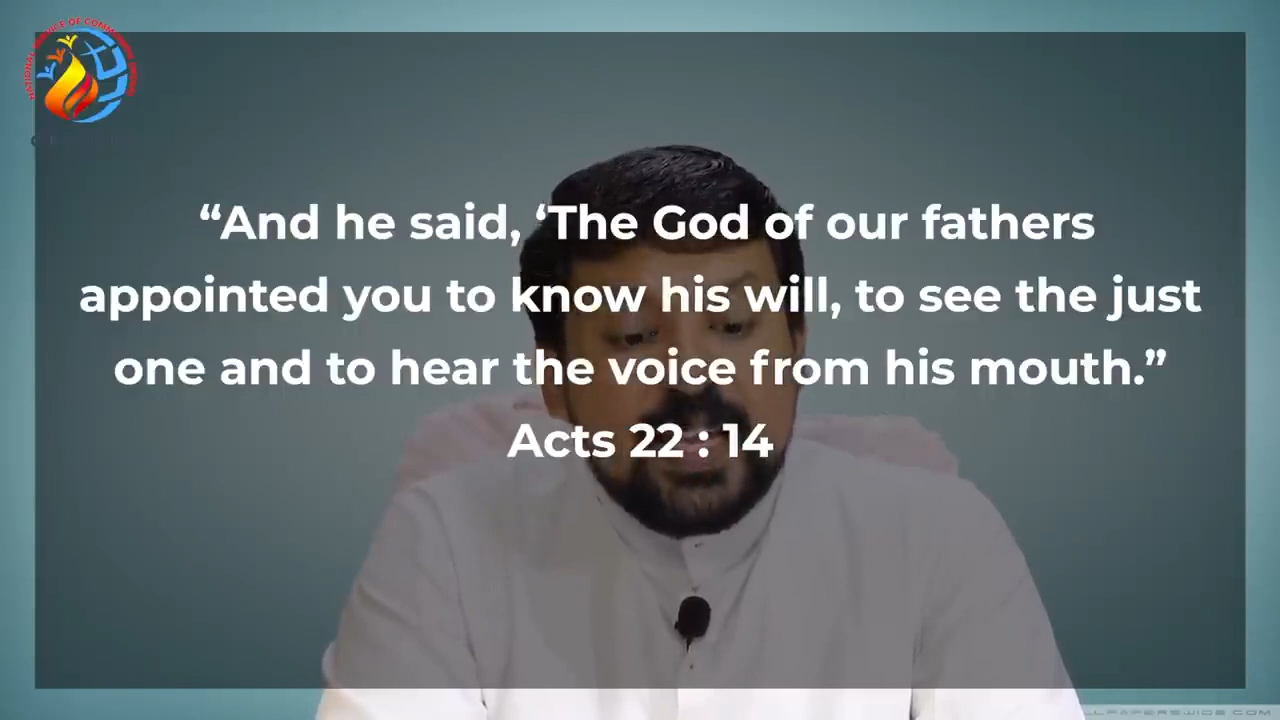 “And he said, ‘The God of our fathers
appointed you to know his will, to see the just
one and to hear the voice from his mouth.”
Acts 22 : 14